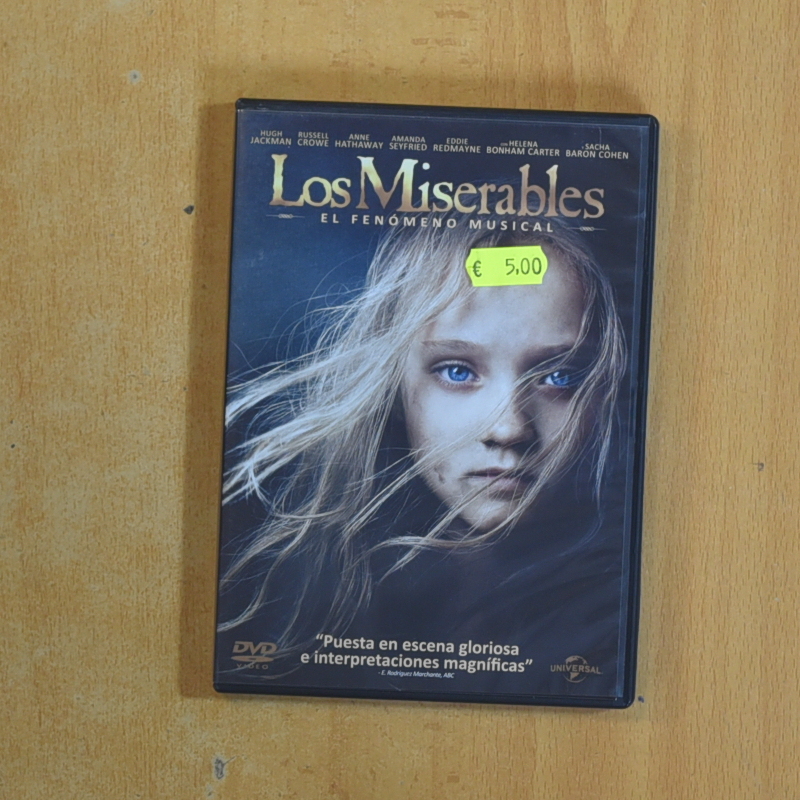 HUGH JACKMAN RUSSELL CROWE ANNE HATHAWAY AMANDA SEYFRIED EDDIE REDMAYNE CON HELENA BONHAM CARTER Y SACHA BARON COHEN
Los Miserables
EL FENÓMENO MUSICAL
€ 5,00
"Puesta en escena gloriosa
e interpretaciones magníficas"
- E. Rodríguez Marchante, ABC
DVD
VIDEO
UNIVERSAL